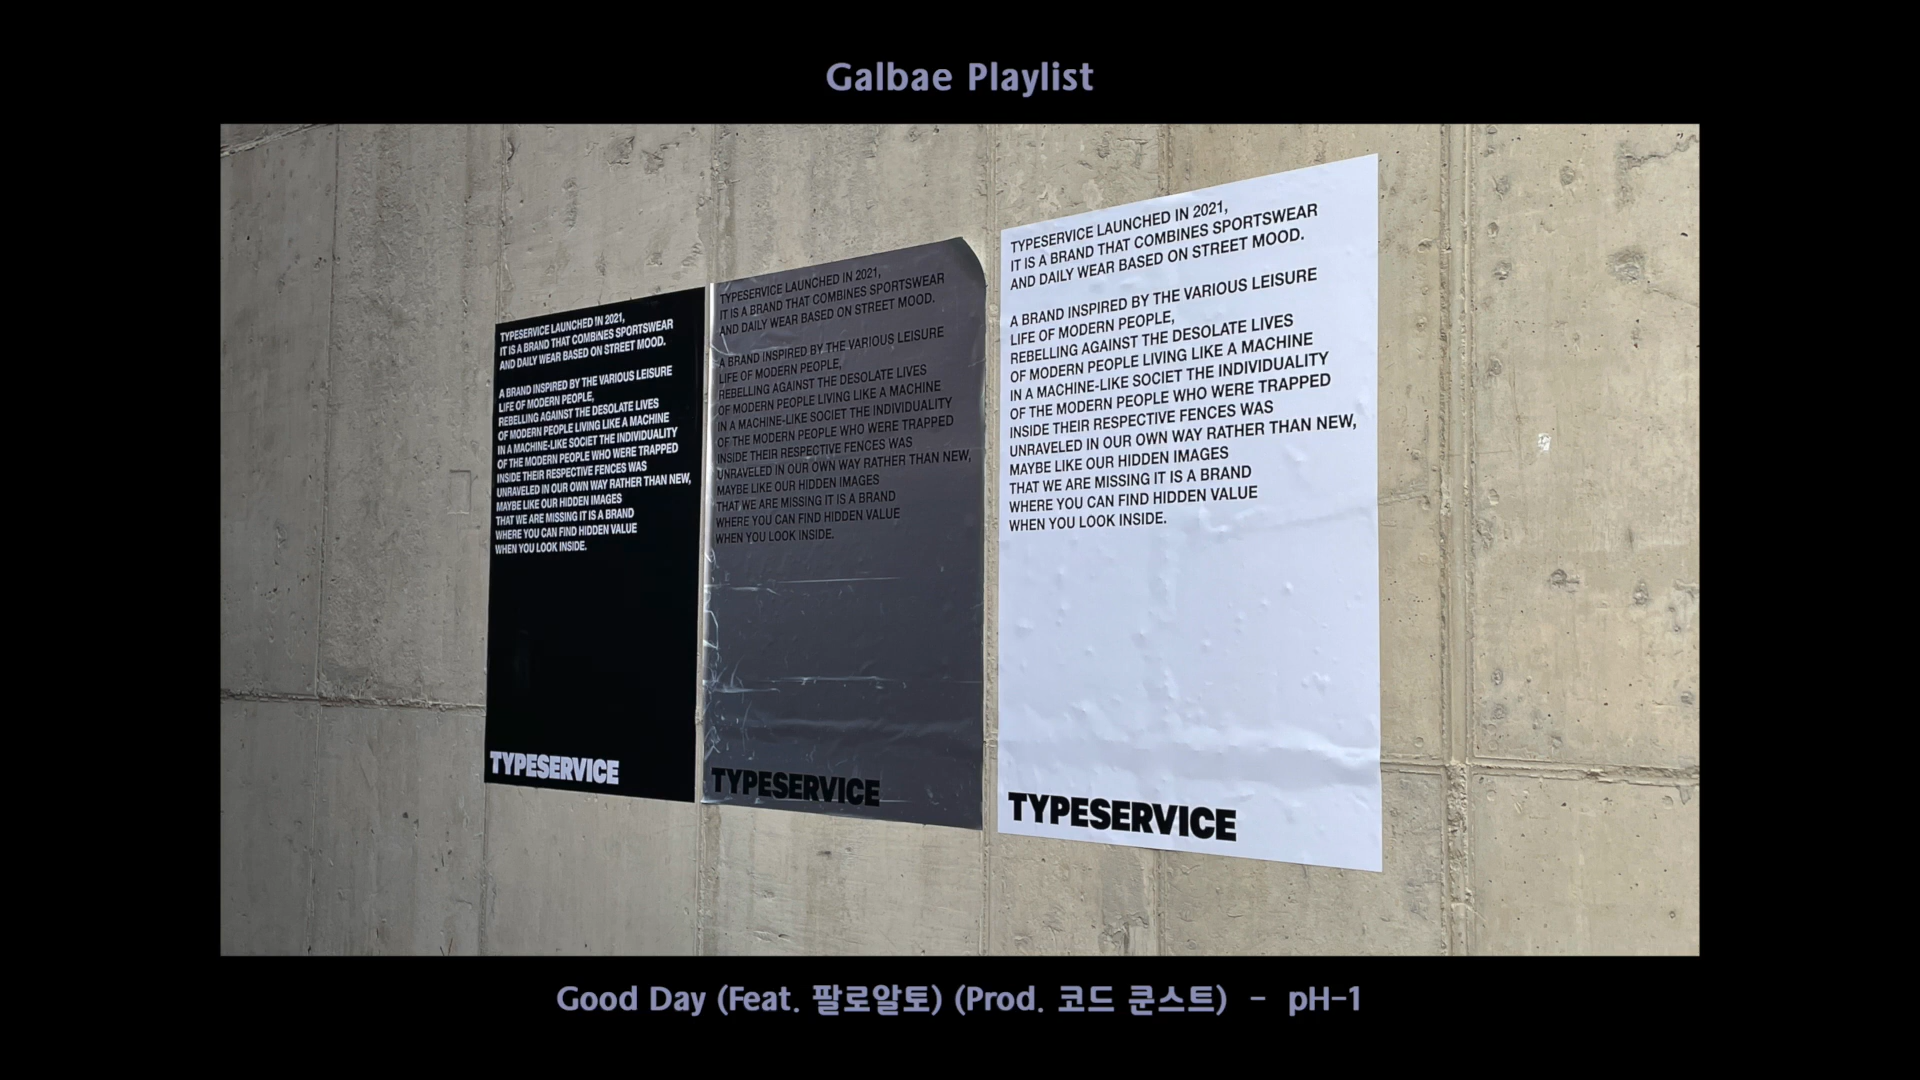 Galbae Playlist
TYPESERVICE LAUNCHED IN 2021,
IT IS A BRAND THAT COMBINES SPORTSWEAR
AND DAILY WEAR BASED ON STREET MOOD.
A BRAND INSPIRED BY THE VARIOUS LEISURE
LIFE OF MODERN PEOPLE,
REBELLING AGAINST THE DESOLATE LIVES
OF MODERN PEOPLE LIVING LIKE A MACHINE
IN A MACHINE-LIKE SOCIET THE INDIVIDUALITY
OF THE MODERN PEOPLE WHO WERE TRAPPED
INSIDE THEIR RESPECTIVE FENCES WAS
UNRAVELED IN OUR OWN WAY RATHER THAN NEW,
MAYBE LIKE OUR HIDDEN IMAGES
THAT WE ARE MISSING IT IS A BRAND
WHERE YOU CAN FIND HIDDEN VALUE
WHEN YOU LOOK INSIDE.
TYPESERVICE
TYPESERVICE LAUNCHED IN 2021,
IT IS A BRAND THAT COMBINES SPORTSWEAR
AND DAILY WEAR BASED ON STREET MOOD.
A BRAND INSPIRED BY THE VARIOUS LEISURE
LIFE OF MODERN PEOPLE,
REBELLING AGAINST THE DESOLATE LIVES
OF MODERN PEOPLE LIVING LIKE A MACHINE
IN A MACHINE-LIKE SOCIET THE INDIVIDUALITY
OF THE MODERN PEOPLE WHO WERE TRAPPED
INSIDE THEIR RESPECTIVE FENCES WAS
UNRAVELED IN OUR OWN WAY RATHER THAN NEW,
MAYBE LIKE OUR HIDDEN IMAGES
THAT WE ARE MISSING IT IS A BRAND
WHERE YOU CAN FIND HIDDEN VALUE
WHEN YOU LOOK INSIDE.
TYPESERVICE
TYPESERVICE LAUNCHED IN 2021,
IT IS A BRAND THAT COMBINES SPORTSWEAR
AND DAILY WEAR BASED ON STREET MOOD.
A BRAND INSPIRED BY THE VARIOUS LEISURE
LIFE OF MODERN PEOPLE,
REBELLING AGAINST THE DESOLATE LIVES
OF MODERN PEOPLE LIVING LIKE A MACHINE
IN A MACHINE-LIKE SOCIET THE INDIVIDUALITY
OF THE MODERN PEOPLE WHO WERE TRAPPED
INSIDE THEIR RESPECTIVE FENCES WAS
UNRAVELED IN OUR OWN WAY RATHER THAN NEW,
MAYBE LIKE OUR HIDDEN IMAGES
THAT WE ARE MISSING IT IS A BRAND
WHERE YOU CAN FIND HIDDEN VALUE
WHEN YOU LOOK INSIDE.
TYPESERVICE
Good Day (Feat. 팔로알토) (Prod. 코드 쿤스트) - pH-1